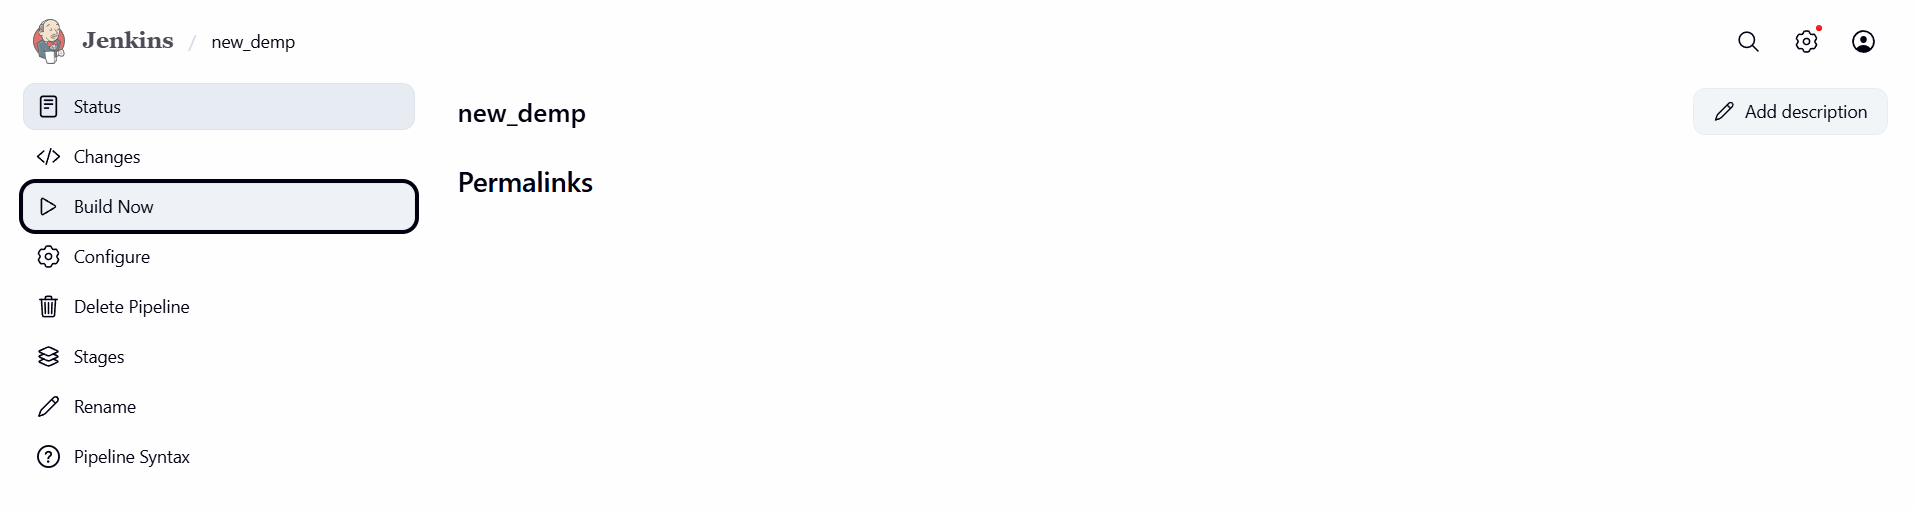 Jenkins / new_demp
Status
Changes
Build Now
Configure
Delete Pipeline
Stages
Rename
Pipeline Syntax
new_demp
Add description
Permalinks